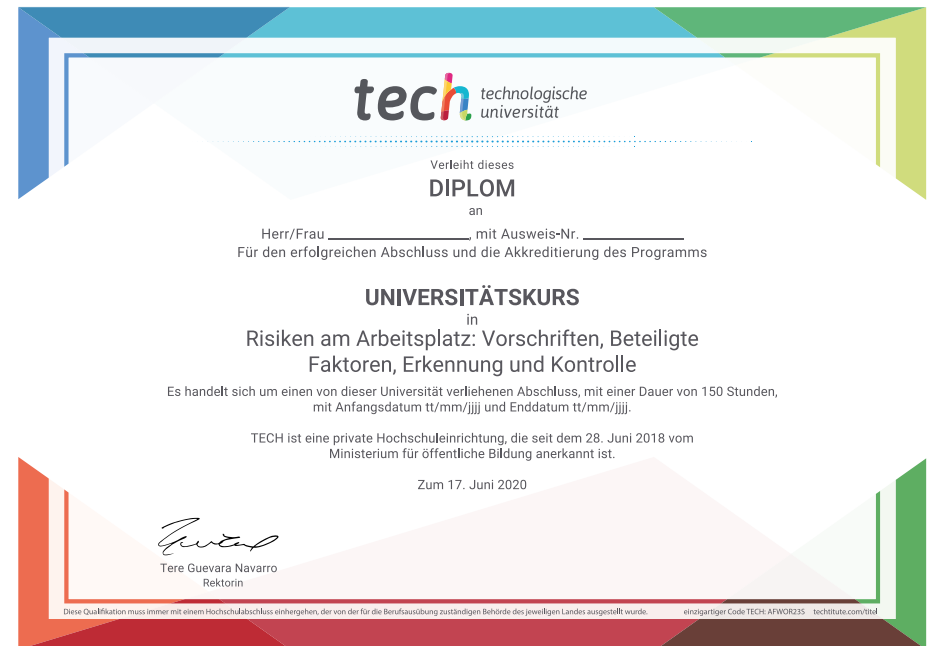 tech technologische
universität
Verleiht dieses
DIPLOM
an
Herr/Frau ____________________, mit Ausweis-Nr. ______________
Für den erfolgreichen Abschluss und die Akkreditierung des Programms
UNIVERSITÄTSKURS
in
Risiken am Arbeitsplatz: Vorschriften, Beteiligte
Faktoren, Erkennung und Kontrolle
Es handelt sich um einen von dieser Universität verliehenen Abschluss, mit einer Dauer von 150 Stunden,
mit Anfangsdatum tt/mm/jjjj und Enddatum tt/mm/jjjj.
TECH ist eine private Hochschuleinrichtung, die seit dem 28. Juni 2018 vom
Ministerium für öffentliche Bildung anerkannt ist.
Zum 17. Juni 2020
Tere Guevara Navarro
Rektorin
Diese Qualifikation muss immer mit einem Hochschulabschluss einhergehen, der von der für die Berufsausübung zuständigen Behörde des jeweiligen Landes ausgestellt wurde. einzigartiger Code TECH: AFWOR23S techtitute.com/titel